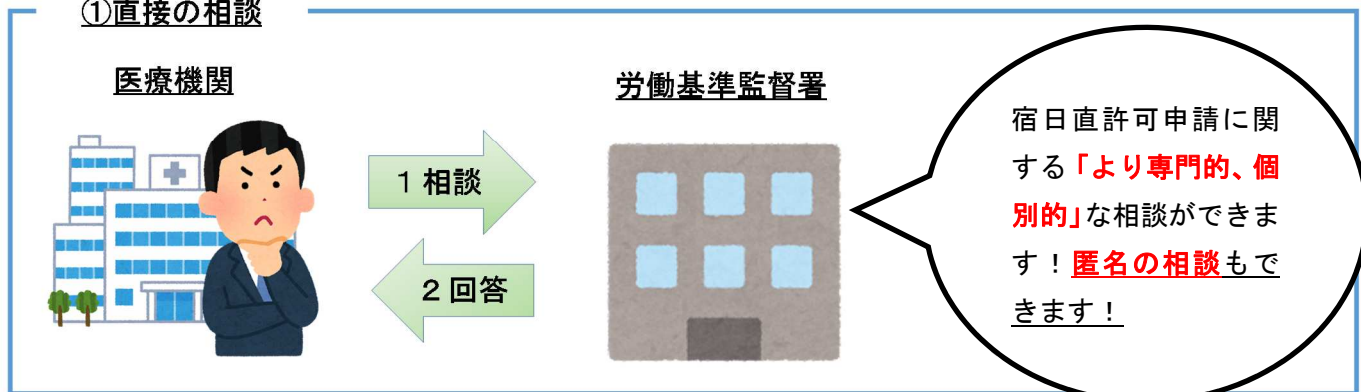 ①直接の相談
医療機関
労働基準監督署
1 相談
2 回答
宿日直許可申請に関
する「より専門的、個
別的」な相談ができま
す！匿名の相談もで
きます！